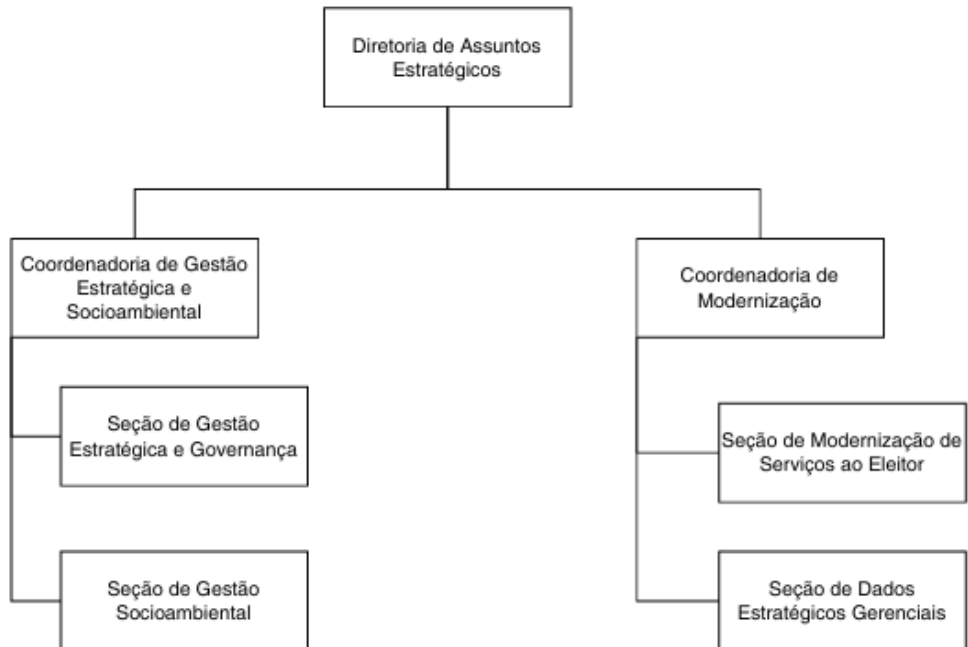 Diretoria de Assuntos
Estratégicos
Coordenadoria de Gestão
Estratégica e
Socioambiental
Coordenadoria de
Modernização
Seção de Gestão
Estratégica e Governança
Seção de Modernização de
Serviços ao Eleitor
Seção de Gestão
Socioambiental
Seção de Dados
Estratégicos Gerenciais